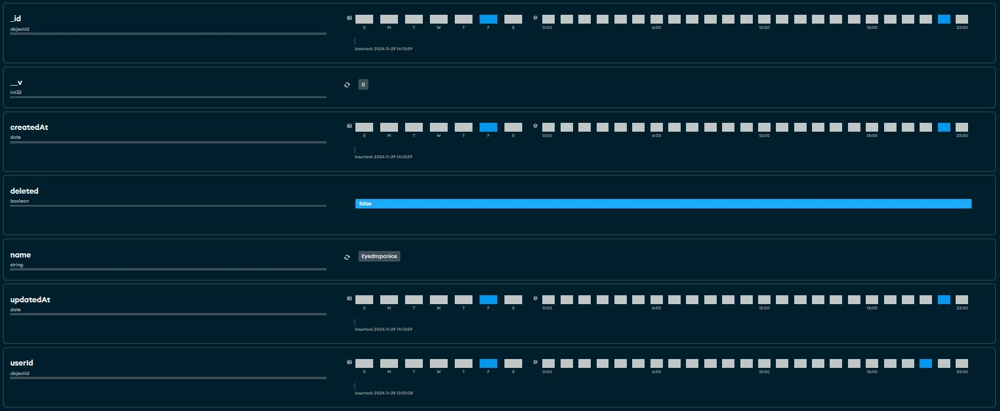 _id
objectid
S M T W T F S
0:00 6:00 12:00 18:00 23:00
inserted: 2024-11-29 14:13:59
__v
int32
0
createdAt
date
S M T W T F S
0:00 6:00 12:00 18:00 23:00
inserted: 2024-11-29 14:13:59
deleted
boolean
false
name
string
Eyedroponics
updatedAt
date
S M T W T F S
0:00 6:00 12:00 18:00 23:00
inserted: 2024-11-29 14:13:59
userId
objectid
S M T W T F S
0:00 6:00 12:00 18:00 23:00
inserted: 2024-11-29 13:59:38